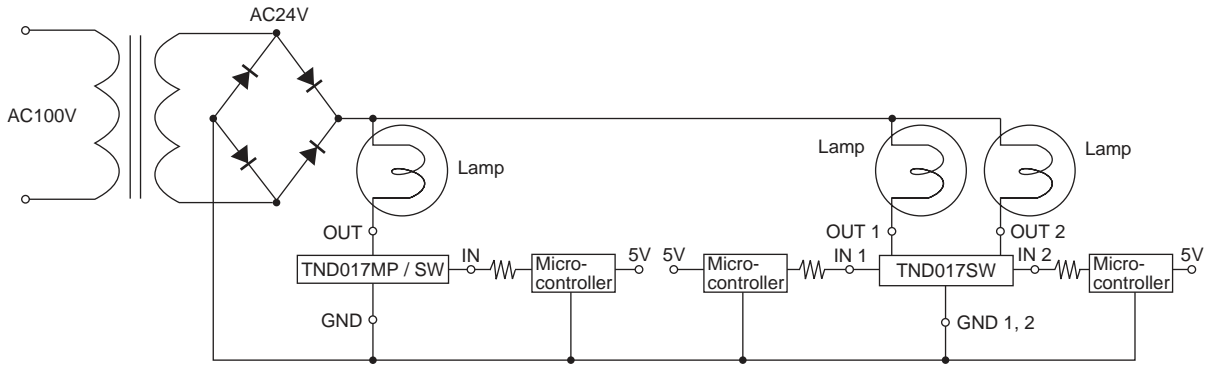 AC24V
AC100V
Lamp
Lamp
Lamp
OUT
OUT 1
OUT 2
TND017MP / SW
IN
Micro-
controller
5V
5V
Micro-
controller
IN 1
TND017SW
IN 2
Micro-
controller
5V
GND
GND 1, 2